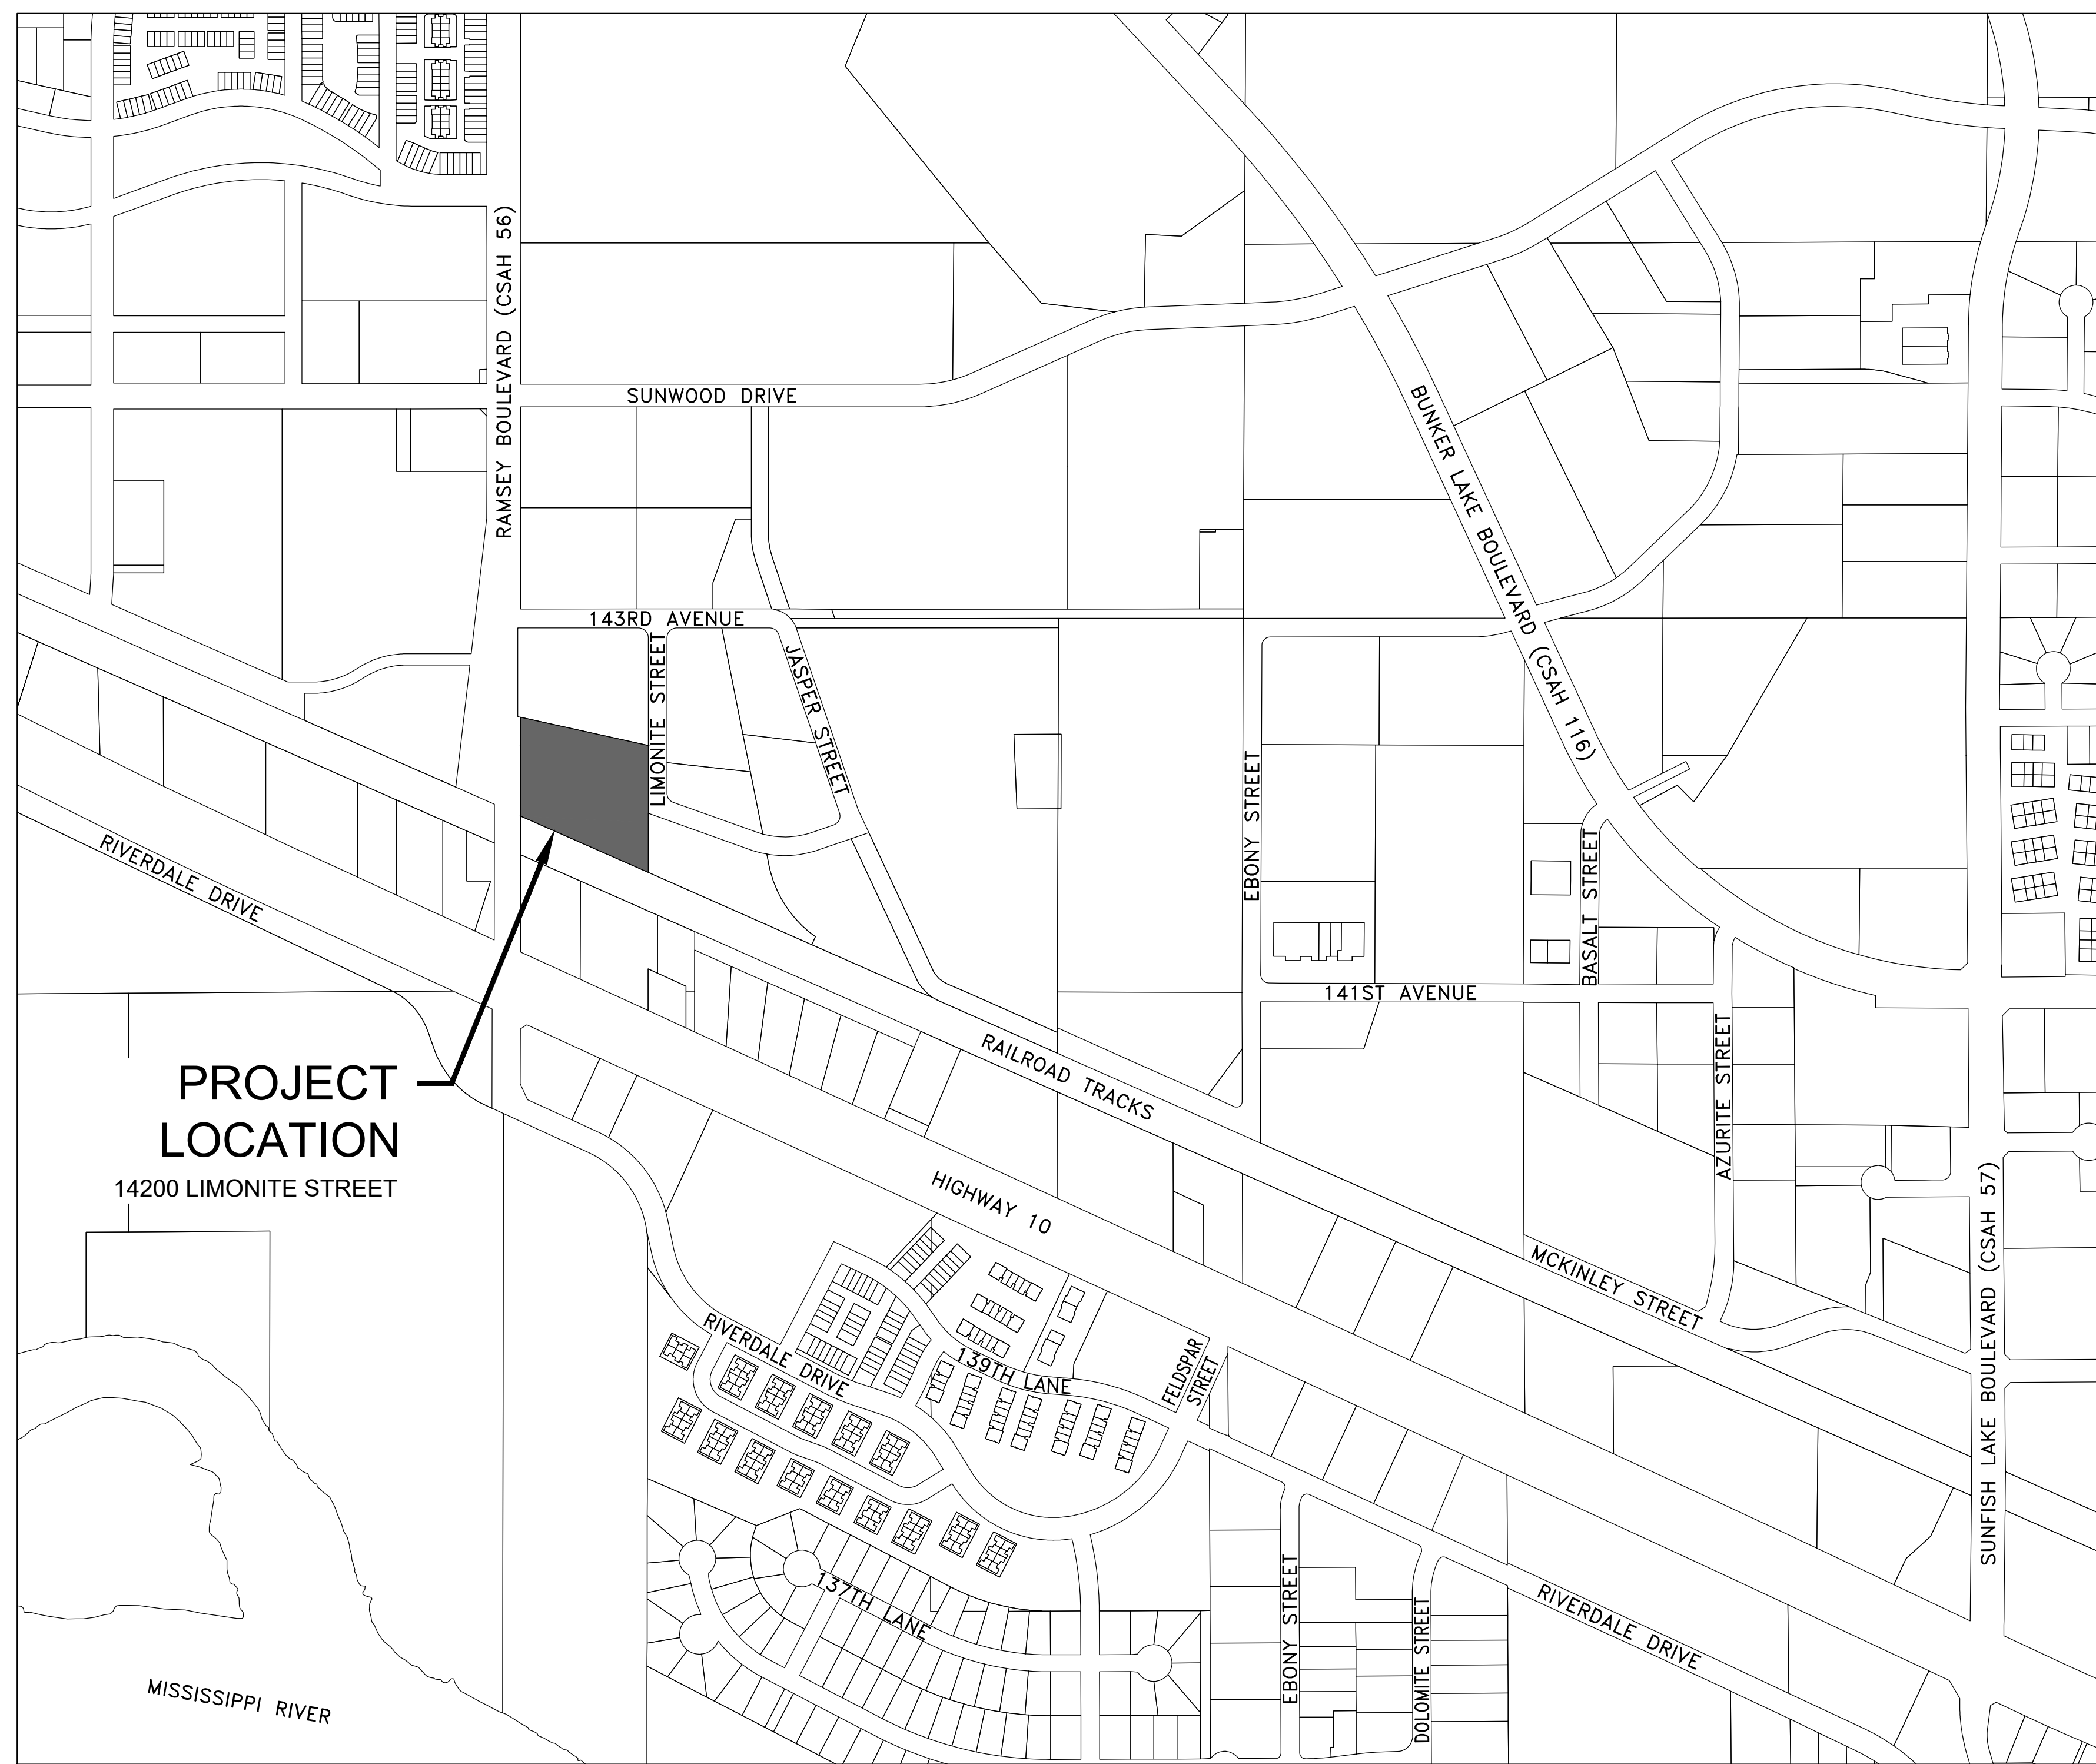 RAMSEY BOULEVARD (CSAH 56)
SUNWOOD DRIVE
BUNKER LAKE BOULEVARD (CSAH 116)
143RD AVENUE
LIMONITE STREET
JASPER STREET
EBONY STREET
BASALT STREET
RIVERDALE DRIVE
141ST AVENUE
AZURITE STREET
RAILROAD TRACKS
PROJECT
LOCATION
14200 LIMONITE STREET
HIGHWAY 10
MCKINLEY STREET
SUNFISH LAKE BOULEVARD (CSAH 57)
RIVERDALE DRIVE
139TH LANE
FELDSPAR
STREET
137TH LANE
EBONY STREET
DOLOMITE STREET
RIVERDALE DRIVE
MISSISSIPPI RIVER